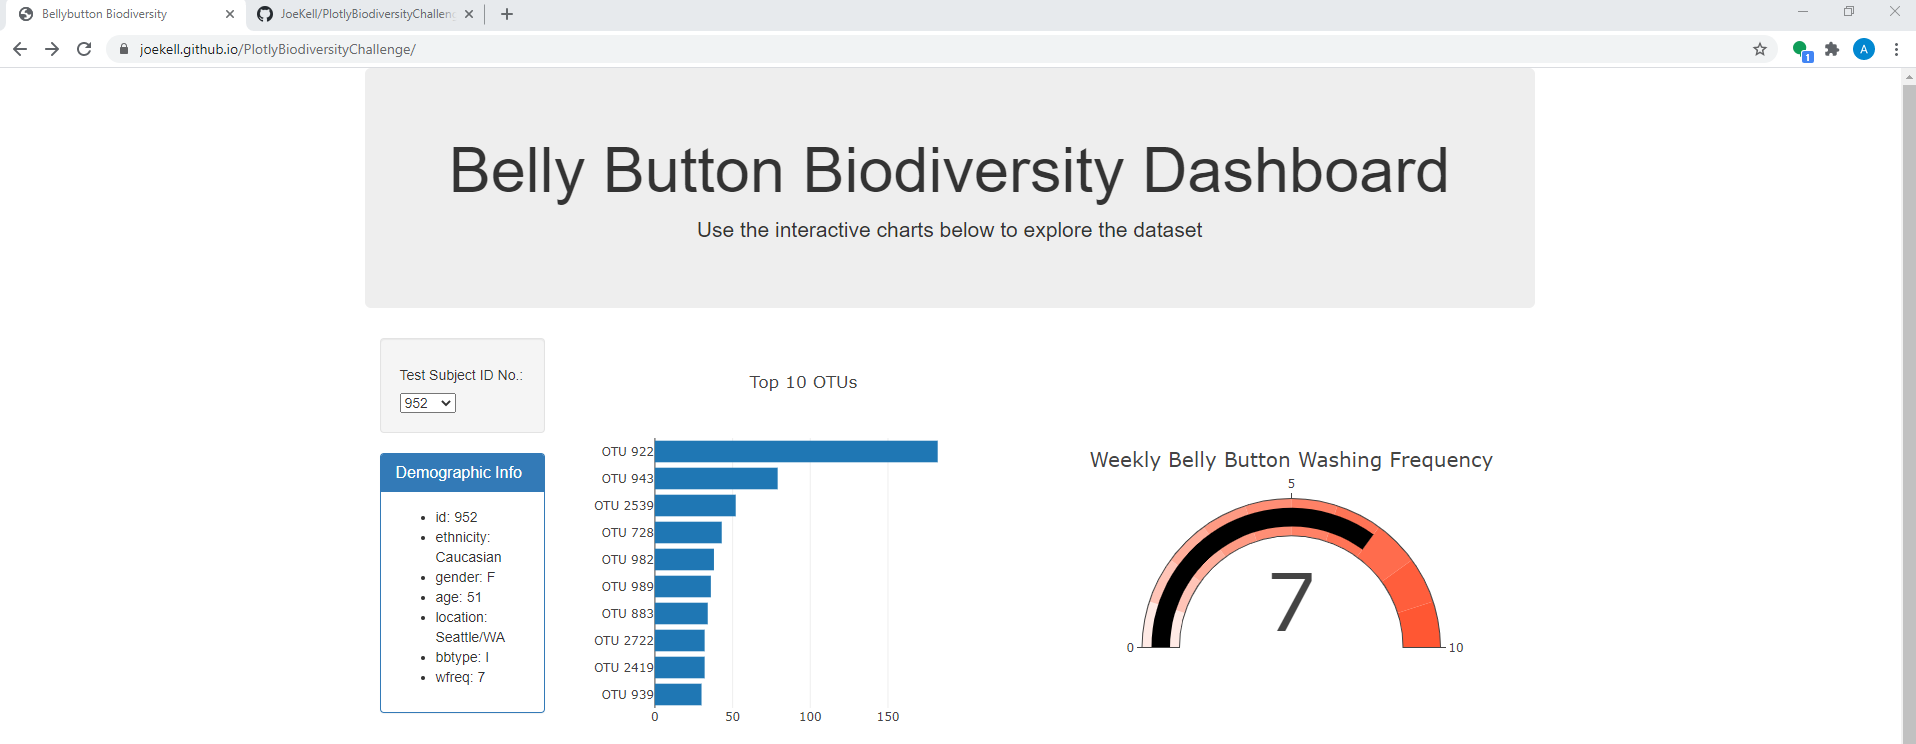 Bellybutton Biodiversity
JoeKell/PlotlyBiodiversityChalleng
joekell.github.io/PlotlyBiodiversityChallenge/
1
A
Belly Button Biodiversity Dashboard
Use the interactive charts below to explore the dataset
Test Subject ID No.:
952
Demographic Info
id: 952
ethnicity:
Caucasian
gender: F
age: 51
location:
Seattle/WA
bbtype: I
wfreq: 7
Top 10 OTUs
OTU 922
OTU 943
OTU 2539
OTU 728
OTU 982
OTU 989
OTU 883
OTU 2722
OTU 2419
OTU 939
0 50 100 150
Weekly Belly Button Washing Frequency
5
7
0 10